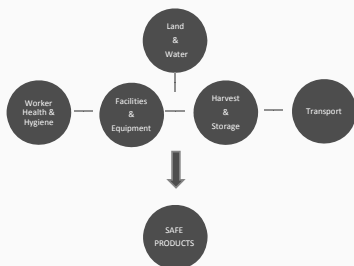 Land
&
Water
Worker
Health &
Hygiene
Facilities
&
Equipment
Harvest
&
Storage
Transport
SAFE
PRODUCTS